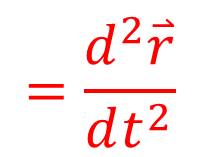 = d²r⃗ / dt²